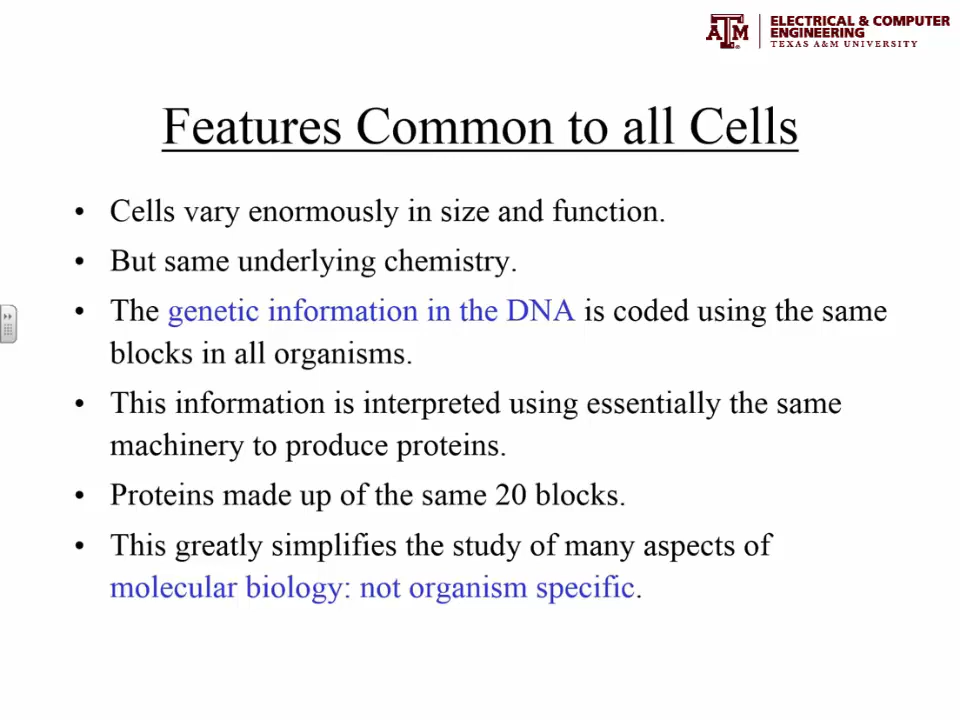 ELECTRICAL & COMPUTER
ENGINEERING
TEXAS A&M UNIVERSITY
Features Common to all Cells
• Cells vary enormously in size and function.
• But same underlying chemistry.
• The genetic information in the DNA is coded using the same
blocks in all organisms.
• This information is interpreted using essentially the same
machinery to produce proteins.
• Proteins made up of the same 20 blocks.
• This greatly simplifies the study of many aspects of
molecular biology: not organism specific.